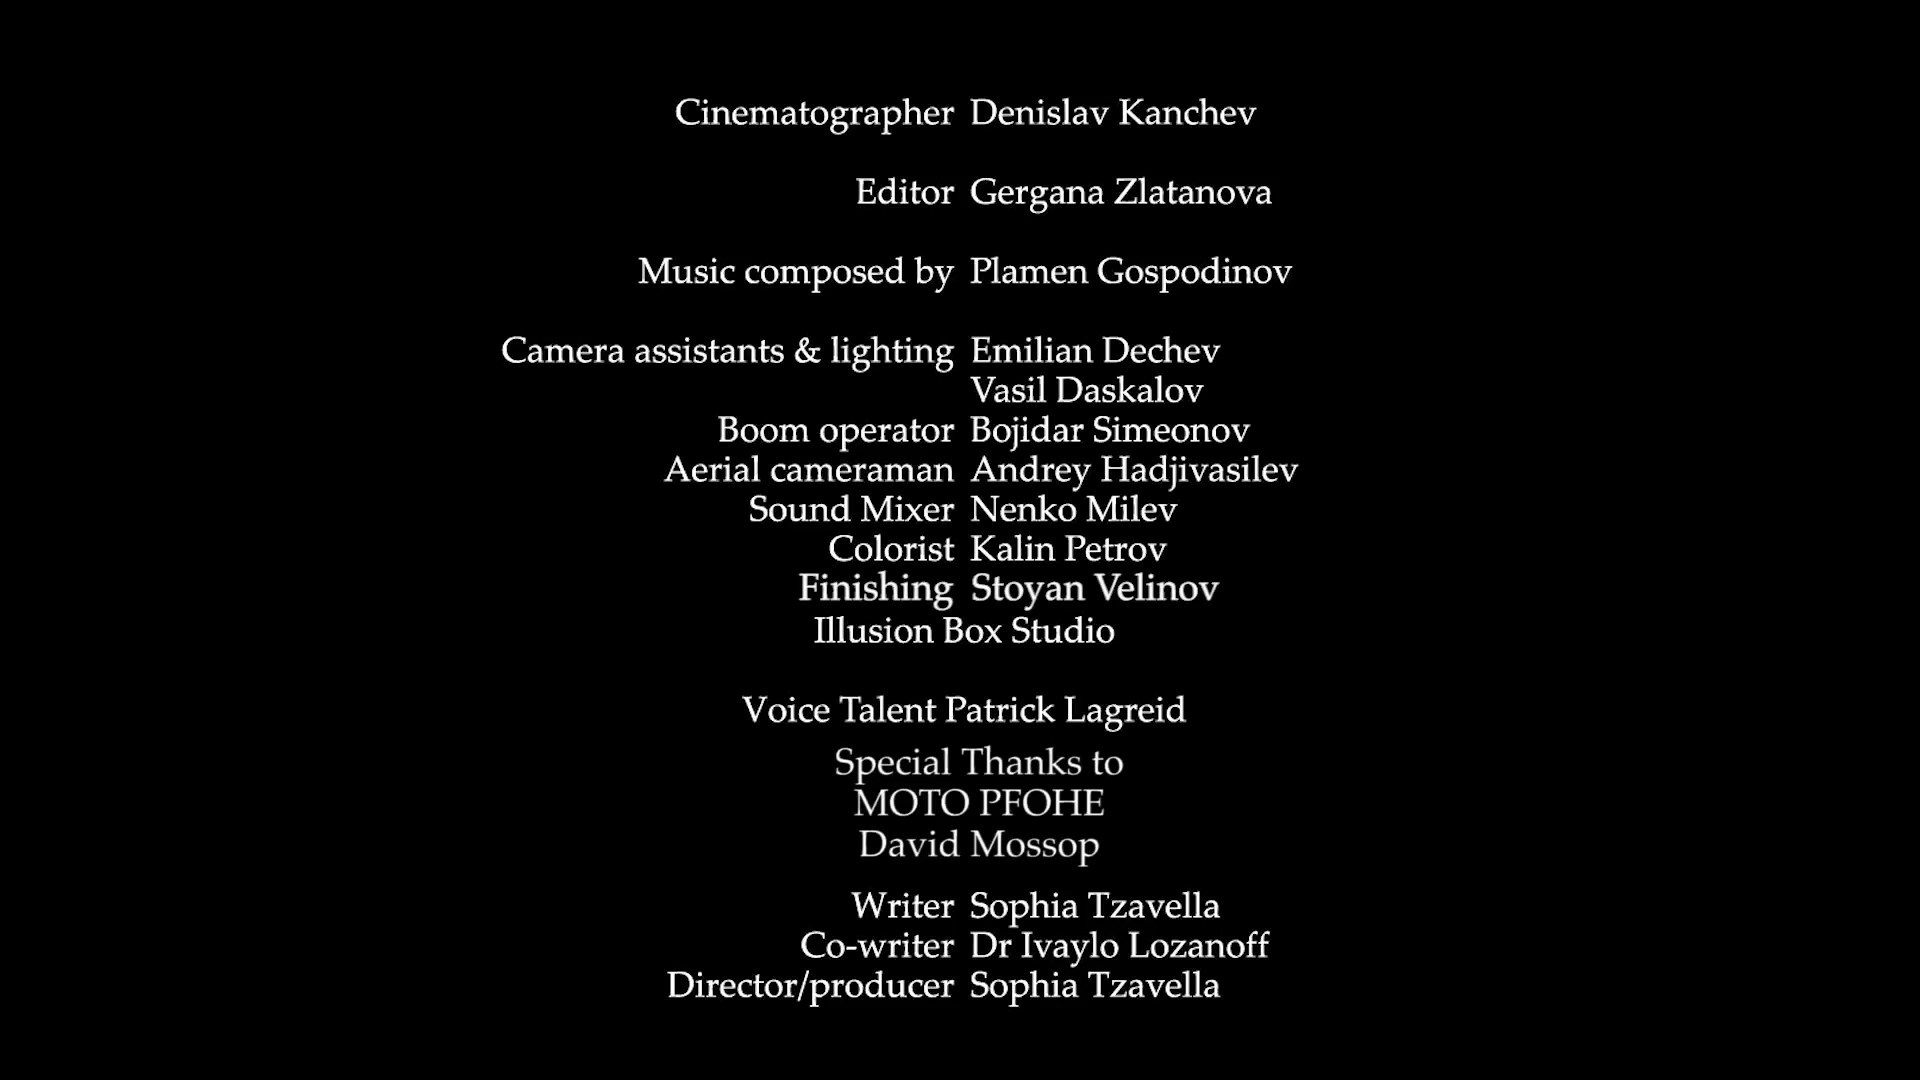 Cinematographer Denislav Kanchev
Editor Gergana Zlatanova
Music composed by Plamen Gospodinov
Camera assistants & lighting Emilian Dechev
Vasil Daskalov
Boom operator Bojidar Simeonov
Aerial cameraman Andrey Hadjivasilev
Sound Mixer Nenko Milev
Colorist Kalin Petrov
Finishing Stoyan Velinov
Illusion Box Studio
Voice Talent Patrick Lagreid
Special Thanks to
MOTO PFOHE
David Mossop
Writer Sophia Tzavella
Co-writer Dr Ivaylo Lozanoff
Director/producer Sophia Tzavella